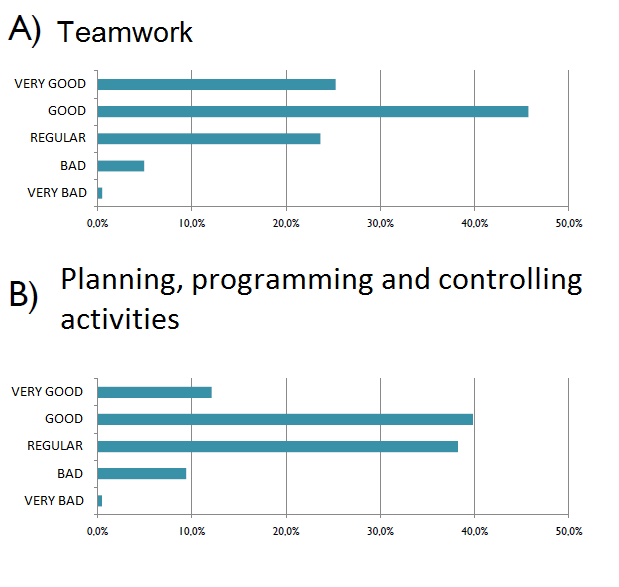 A) Teamwork
VERY GOOD
GOOD
REGULAR
BAD
VERY BAD
0,0% 10,0% 20,0% 30,0% 40,0% 50,0%
B) Planning, programming and controlling
activities
VERY GOOD
GOOD
REGULAR
BAD
VERY BAD
0,0% 10,0% 20,0% 30,0% 40,0% 50,0%